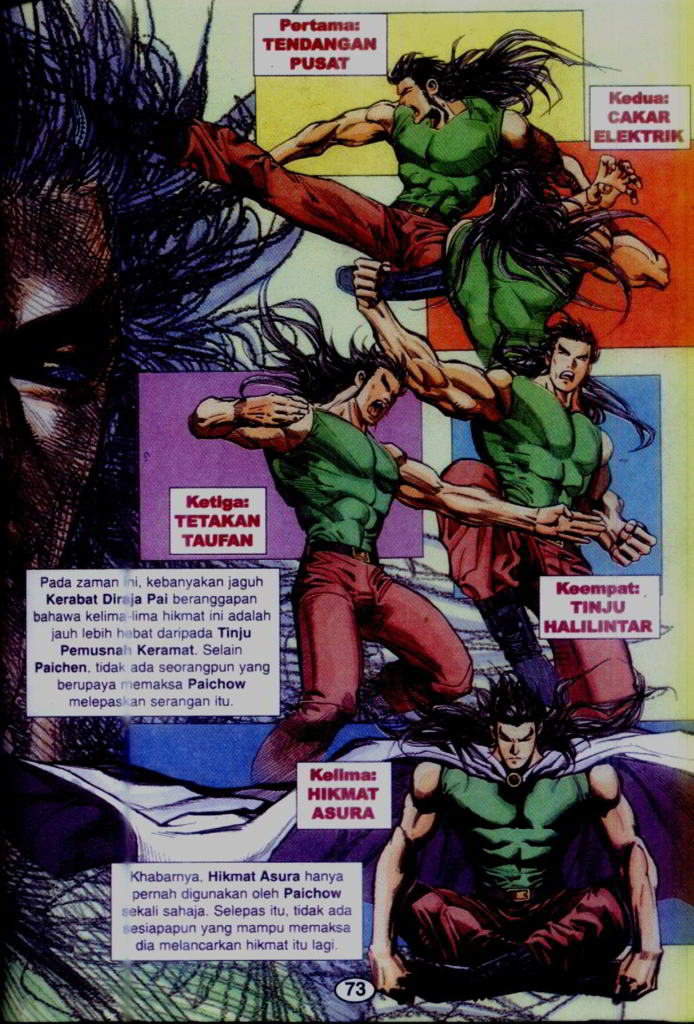 Pertama:
TENDANGAN
PUSAT
Kedua:
CAKAR
ELEKTRIK
Ketiga:
TETAKAN
TAUFAN
Keempat:
TINJU
HALILINTAR
Pada zaman ini, kebanyakan jaguh
Kerabat Diraja Pai beranggapan
bahawa kelima-lima hikmat ini adalah
jauh lebih hebat daripada Tinju
Pemusnah Keramat. Selain
Paichen, tidak ada seorangpun yang
berupaya memaksa Paichow
melepaskan serangan itu.
Kelima:
HIKMAT
ASURA
Khabarnya, Hikmat Asura hanya
pernah digunakan oleh Paichow
sekali sahaja. Selepas itu, tidak ada
sesiapapun yang mampu memaksa
dia melancarkan hikmat itu lagi.
73